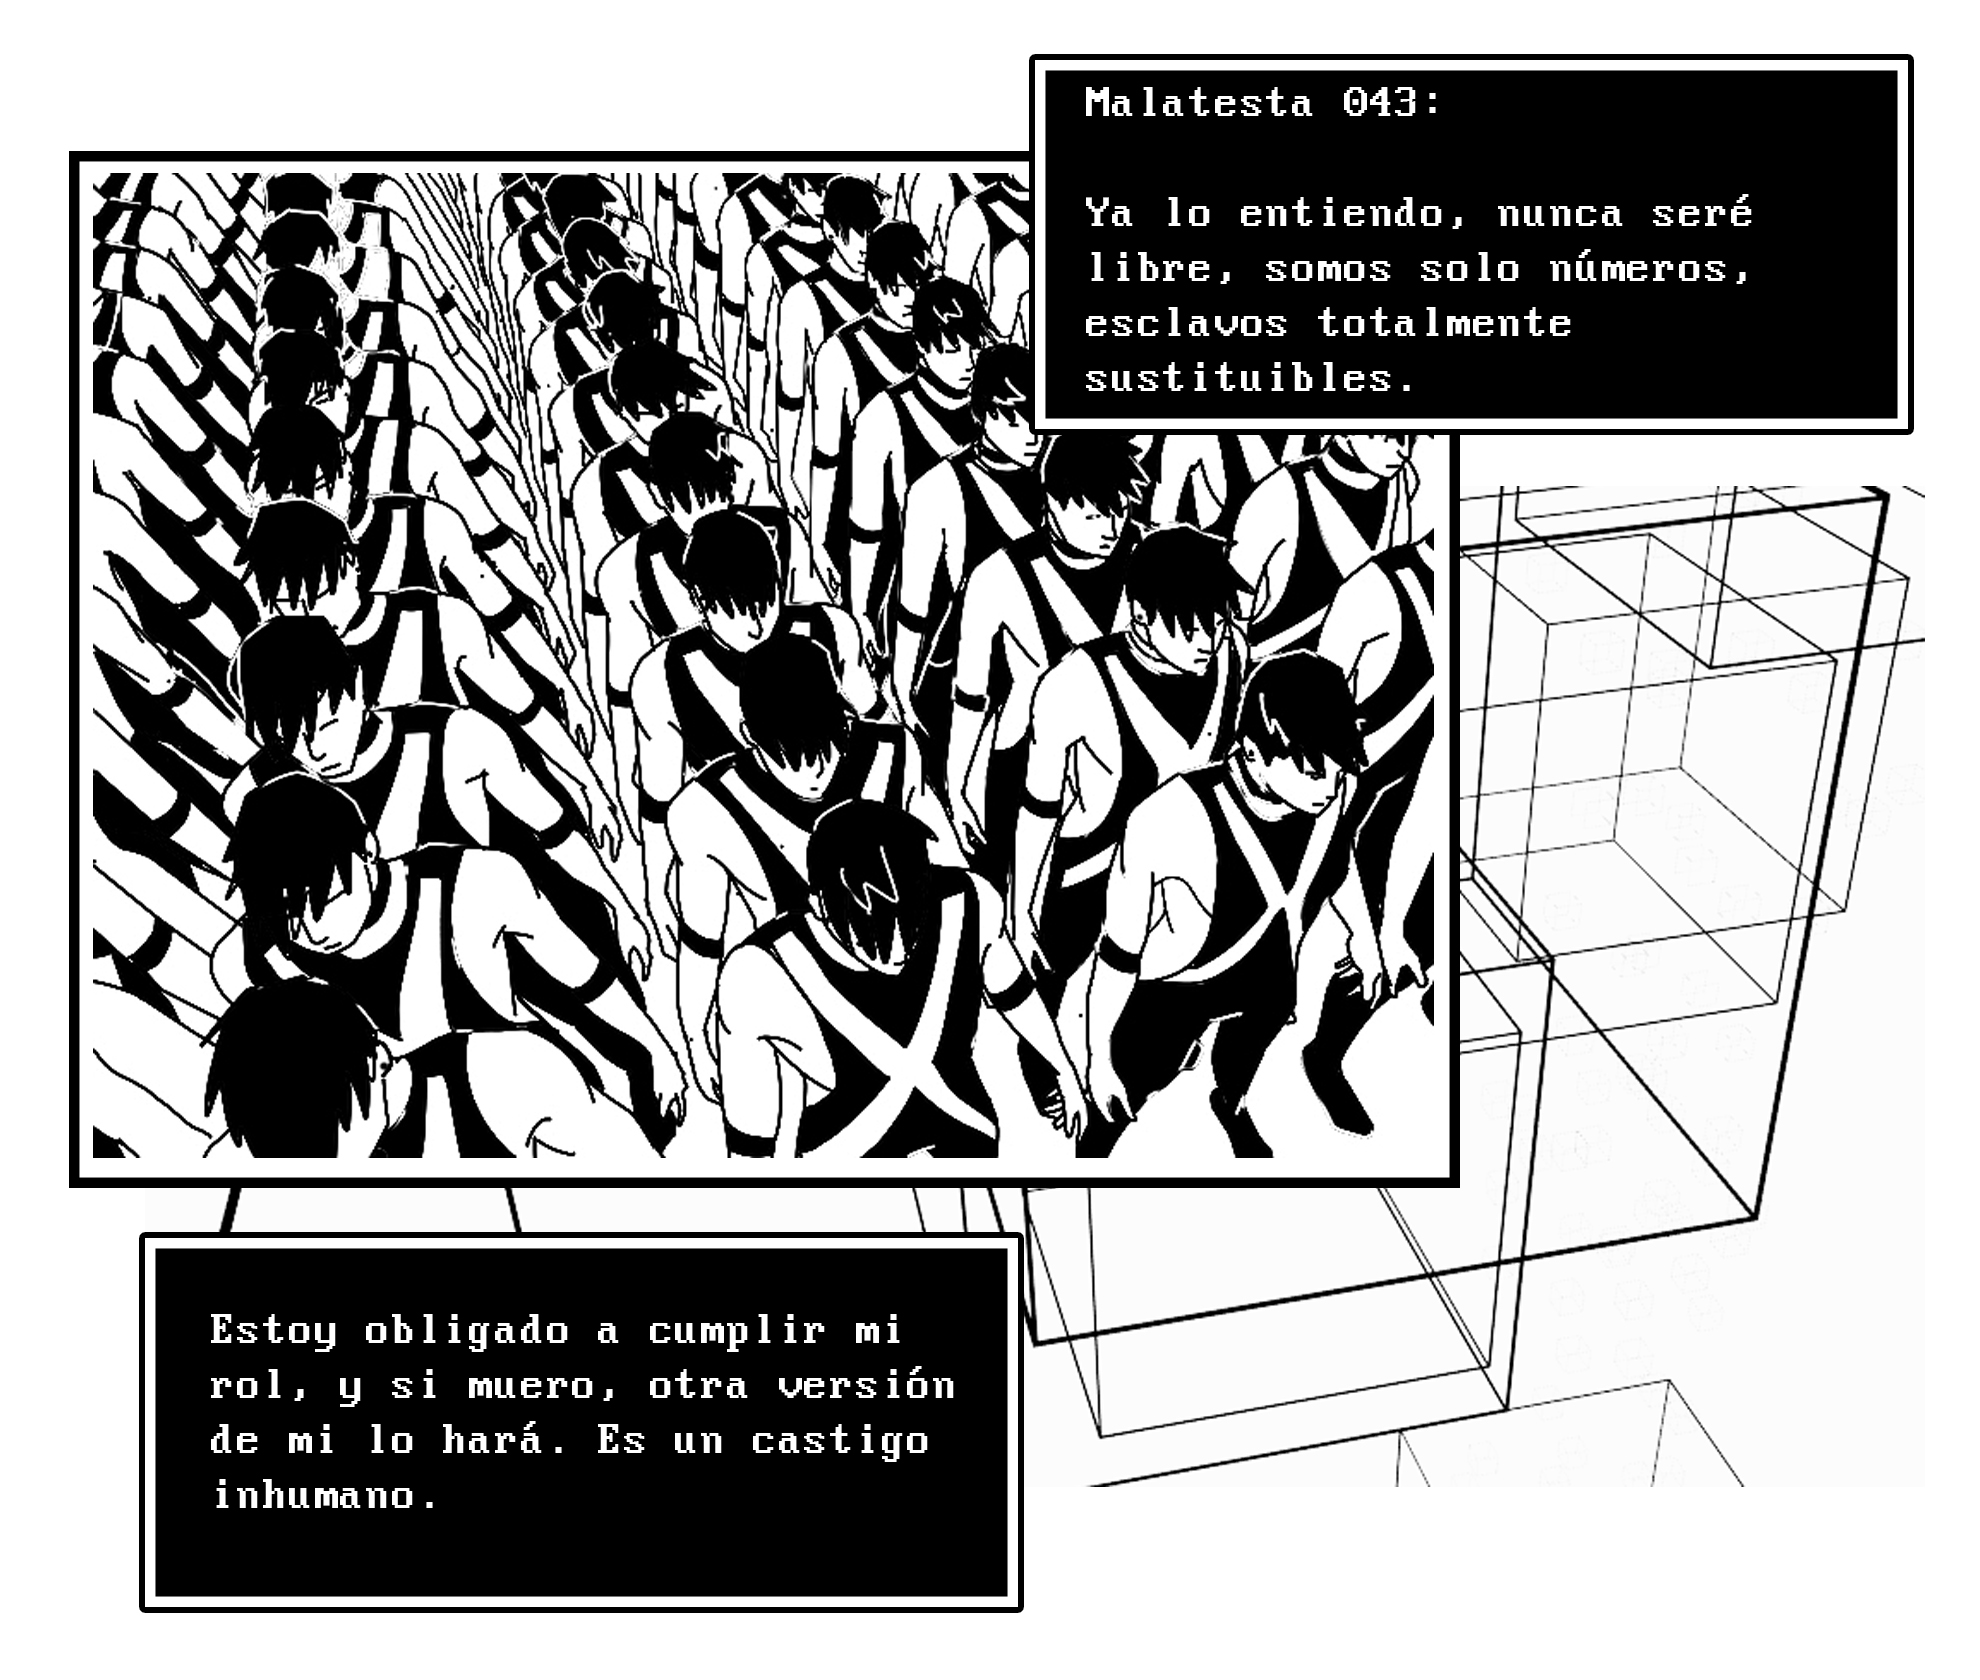 Malatesta 043:
Ya lo entiendo, nunca seré
libre, somos solo números,
esclavos totalmente
sustituibles.
Estoy obligado a cumplir mi
rol, y si muero, otra versión
de mi lo hará. Es un castigo
inhumano.